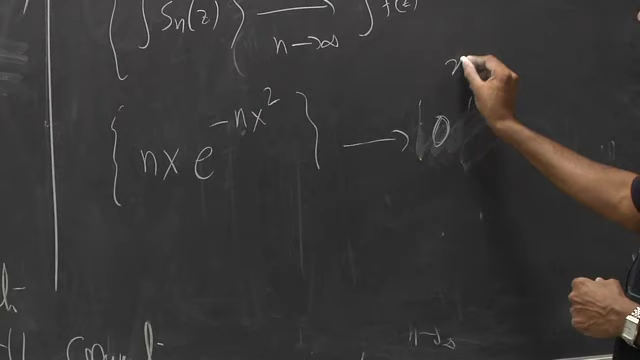 { ∫ Sn(z) } ⟶ ∫ f(z)
n→∞
{ nx e^{-nx²} } ⟶ 0